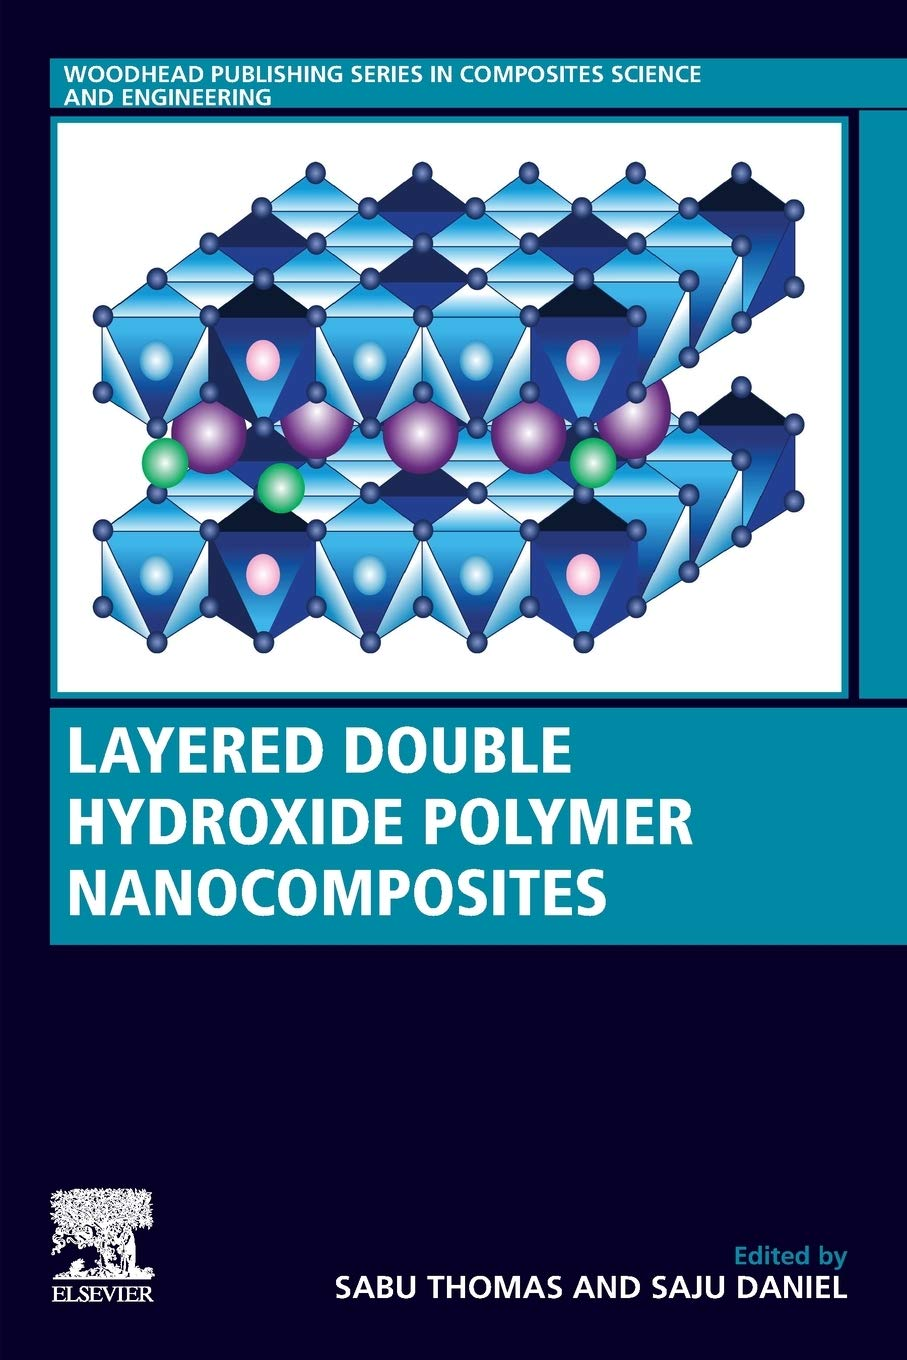 WOODHEAD PUBLISHING SERIES IN COMPOSITES SCIENCE
AND ENGINEERING
LAYERED DOUBLE
HYDROXIDE POLYMER
NANOCOMPOSITES
Edited by
SABU THOMAS AND SAJU DANIEL
ELSEVIER